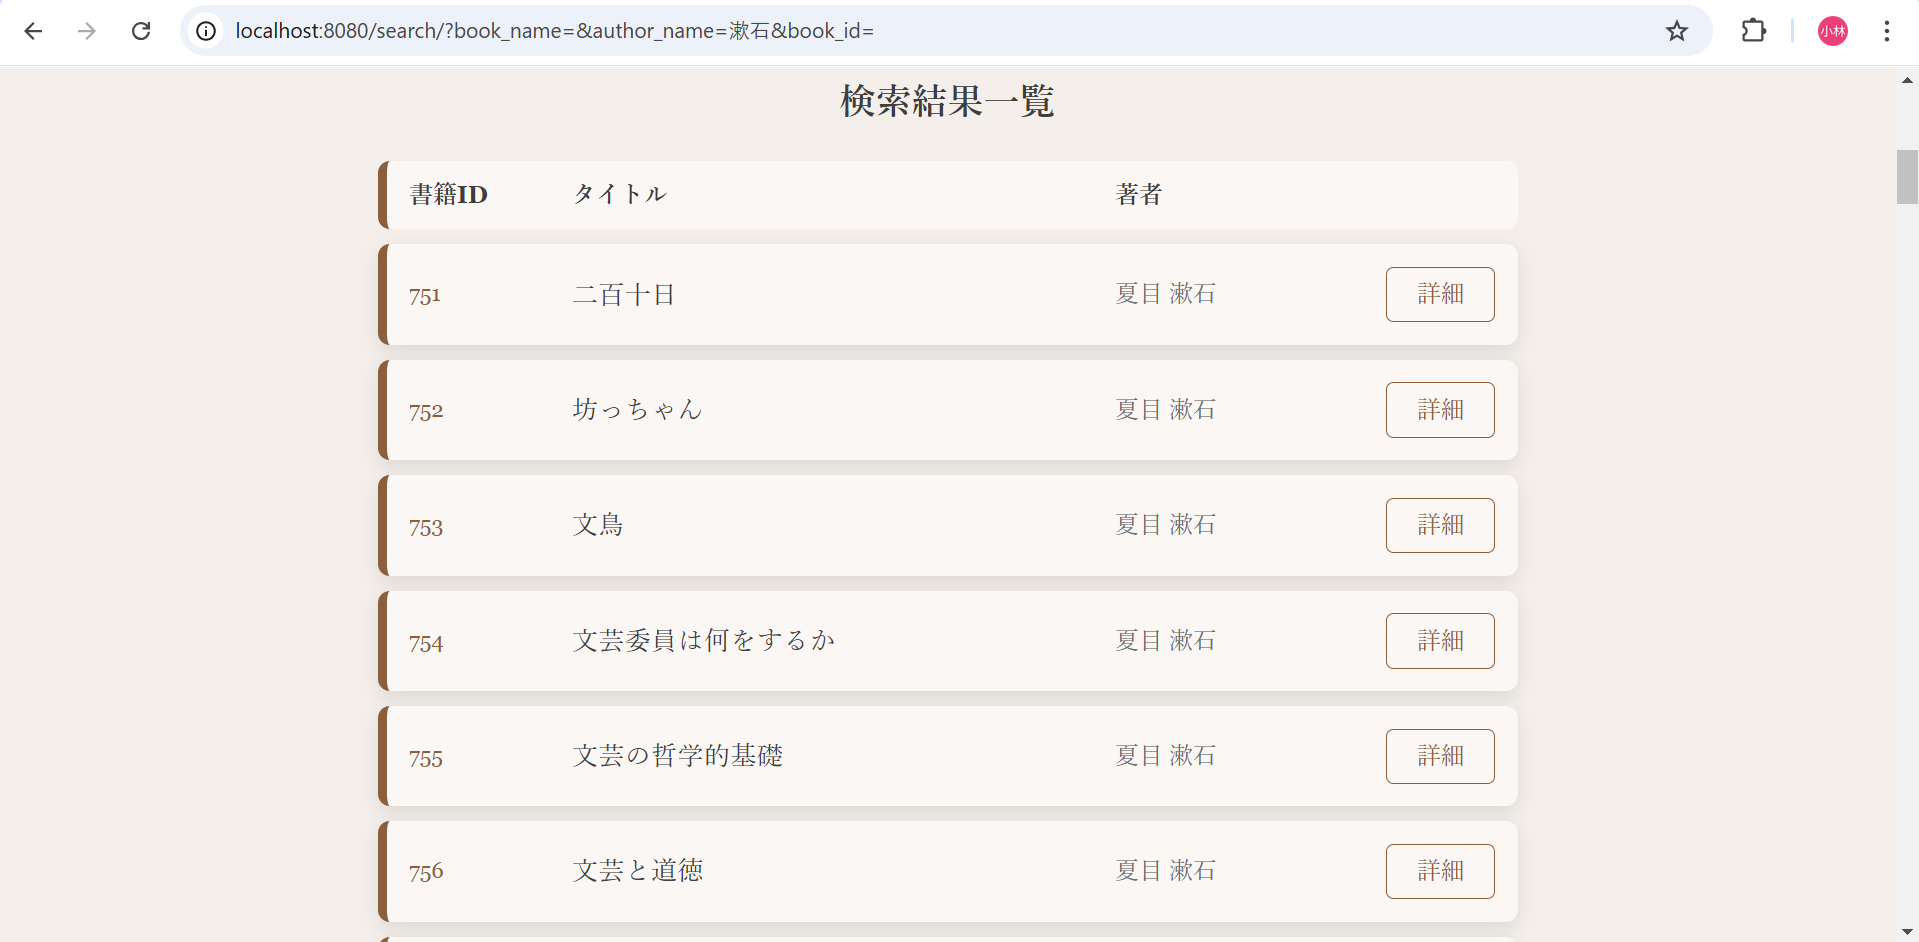 localhost:8080/search/?book_name=&author_name=漱石&book_id=
小林
検索結果一覧
書籍ID タイトル 著者
751 二百十日 夏目 漱石 詳細
752 坊っちゃん 夏目 漱石 詳細
753 文鳥 夏目 漱石 詳細
754 文芸委員は何をするか 夏目 漱石 詳細
755 文芸の哲学的基礎 夏目 漱石 詳細
756 文芸と道徳 夏目 漱石 詳細